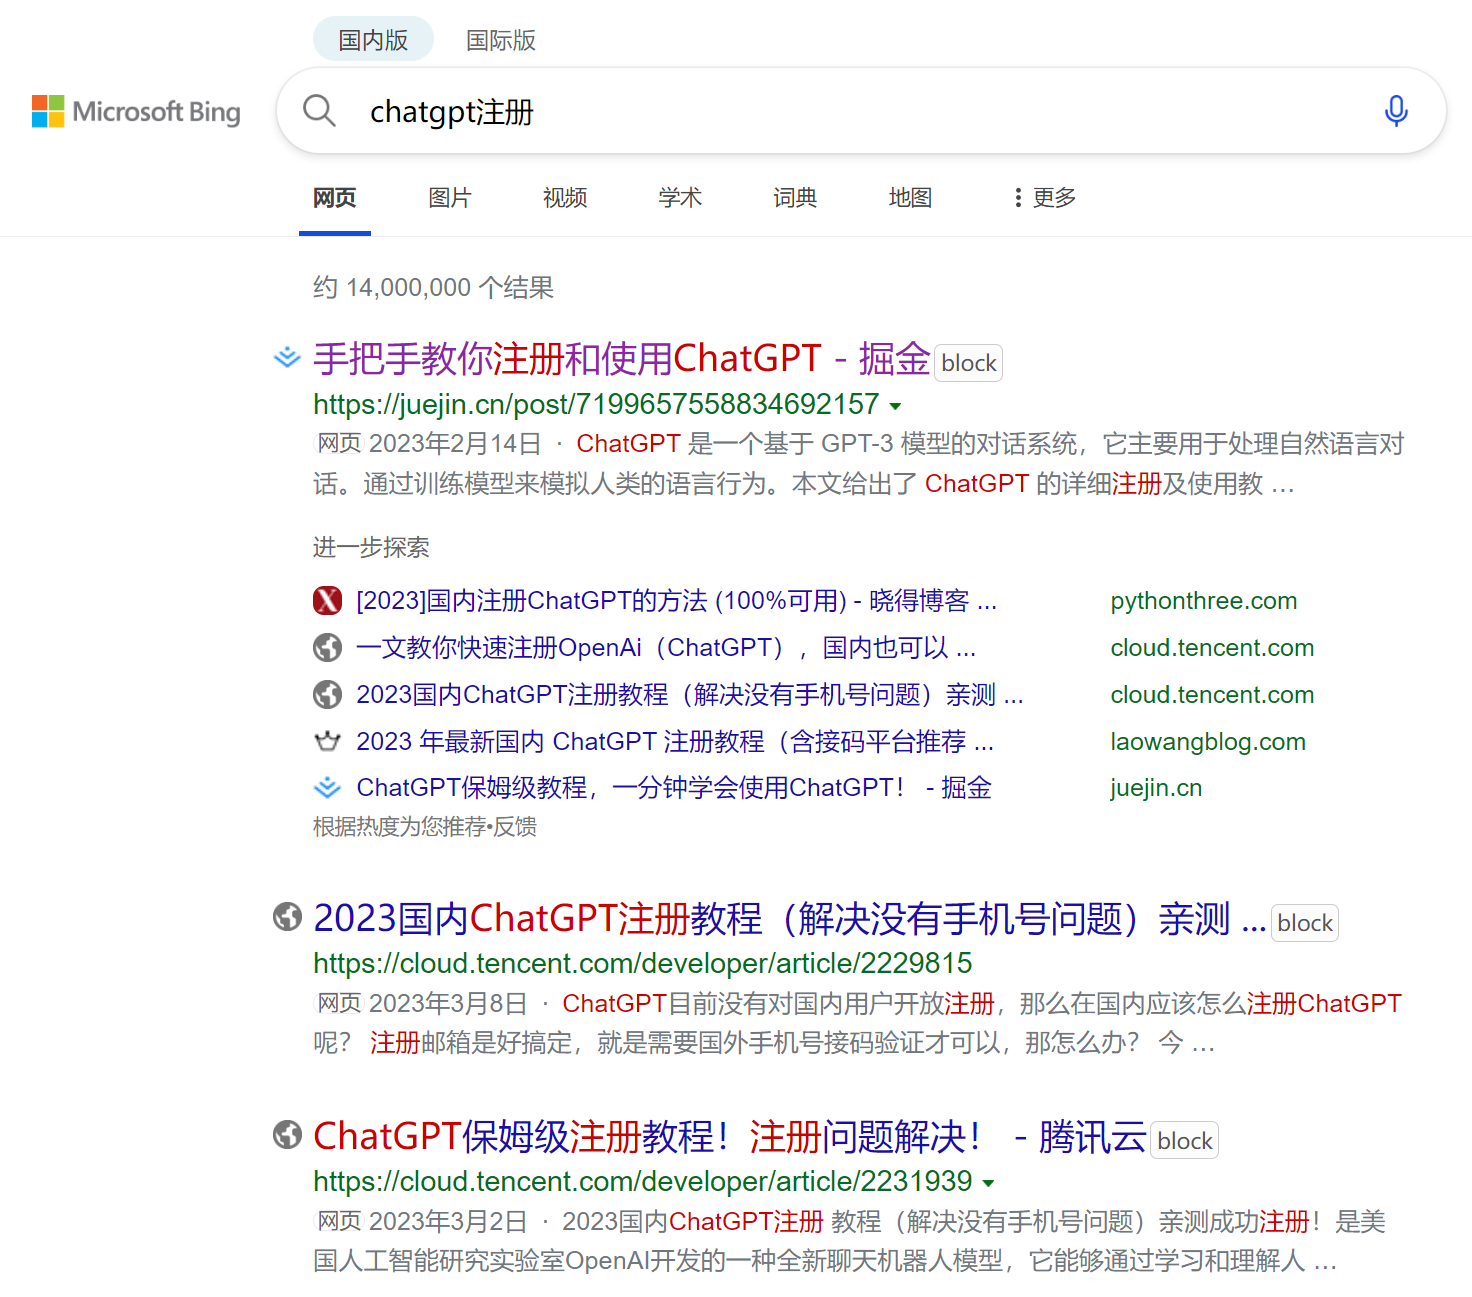 国内版 国际版
Microsoft Bing
chatgpt注册
网页 图片 视频 学术 词典 地图 更多
约 14,000,000 个结果
手把手教你注册和使用ChatGPT - 掘金 block
https://juejin.cn/post/7199657558834692157
网页 2023年2月14日 · ChatGPT 是一个基于 GPT-3 模型的对话系统，它主要用于处理自然语言对
话。通过训练模型来模拟人类的语言行为。本文给出了 ChatGPT 的详细注册及使用教 …
进一步探索
[2023]国内注册ChatGPT的方法 (100%可用) - 晓得博客 ... pythonthree.com
一文教你快速注册OpenAi（ChatGPT），国内也可以 ... cloud.tencent.com
2023国内ChatGPT注册教程（解决没有手机号问题）亲测 ... cloud.tencent.com
2023 年最新国内 ChatGPT 注册教程（含接码平台推荐 ... laowangblog.com
ChatGPT保姆级教程，一分钟学会使用ChatGPT！ - 掘金 juejin.cn
根据热度为您推荐•反馈
2023国内ChatGPT注册教程（解决没有手机号问题）亲测 ... block
https://cloud.tencent.com/developer/article/2229815
网页 2023年3月8日 · ChatGPT目前没有对国内用户开放注册，那么在国内应该怎么注册ChatGPT
呢？ 注册邮箱是好搞定，就是需要国外手机号接码验证才可以，那怎么办？ 今 …
ChatGPT保姆级注册教程！注册问题解决！ - 腾讯云 block
https://cloud.tencent.com/developer/article/2231939
网页 2023年3月2日 · 2023国内ChatGPT注册 教程（解决没有手机号问题）亲测成功注册！是美
国人工智能研究实验室OpenAI开发的一种全新聊天机器人模型，它能够通过学习和理解人 …